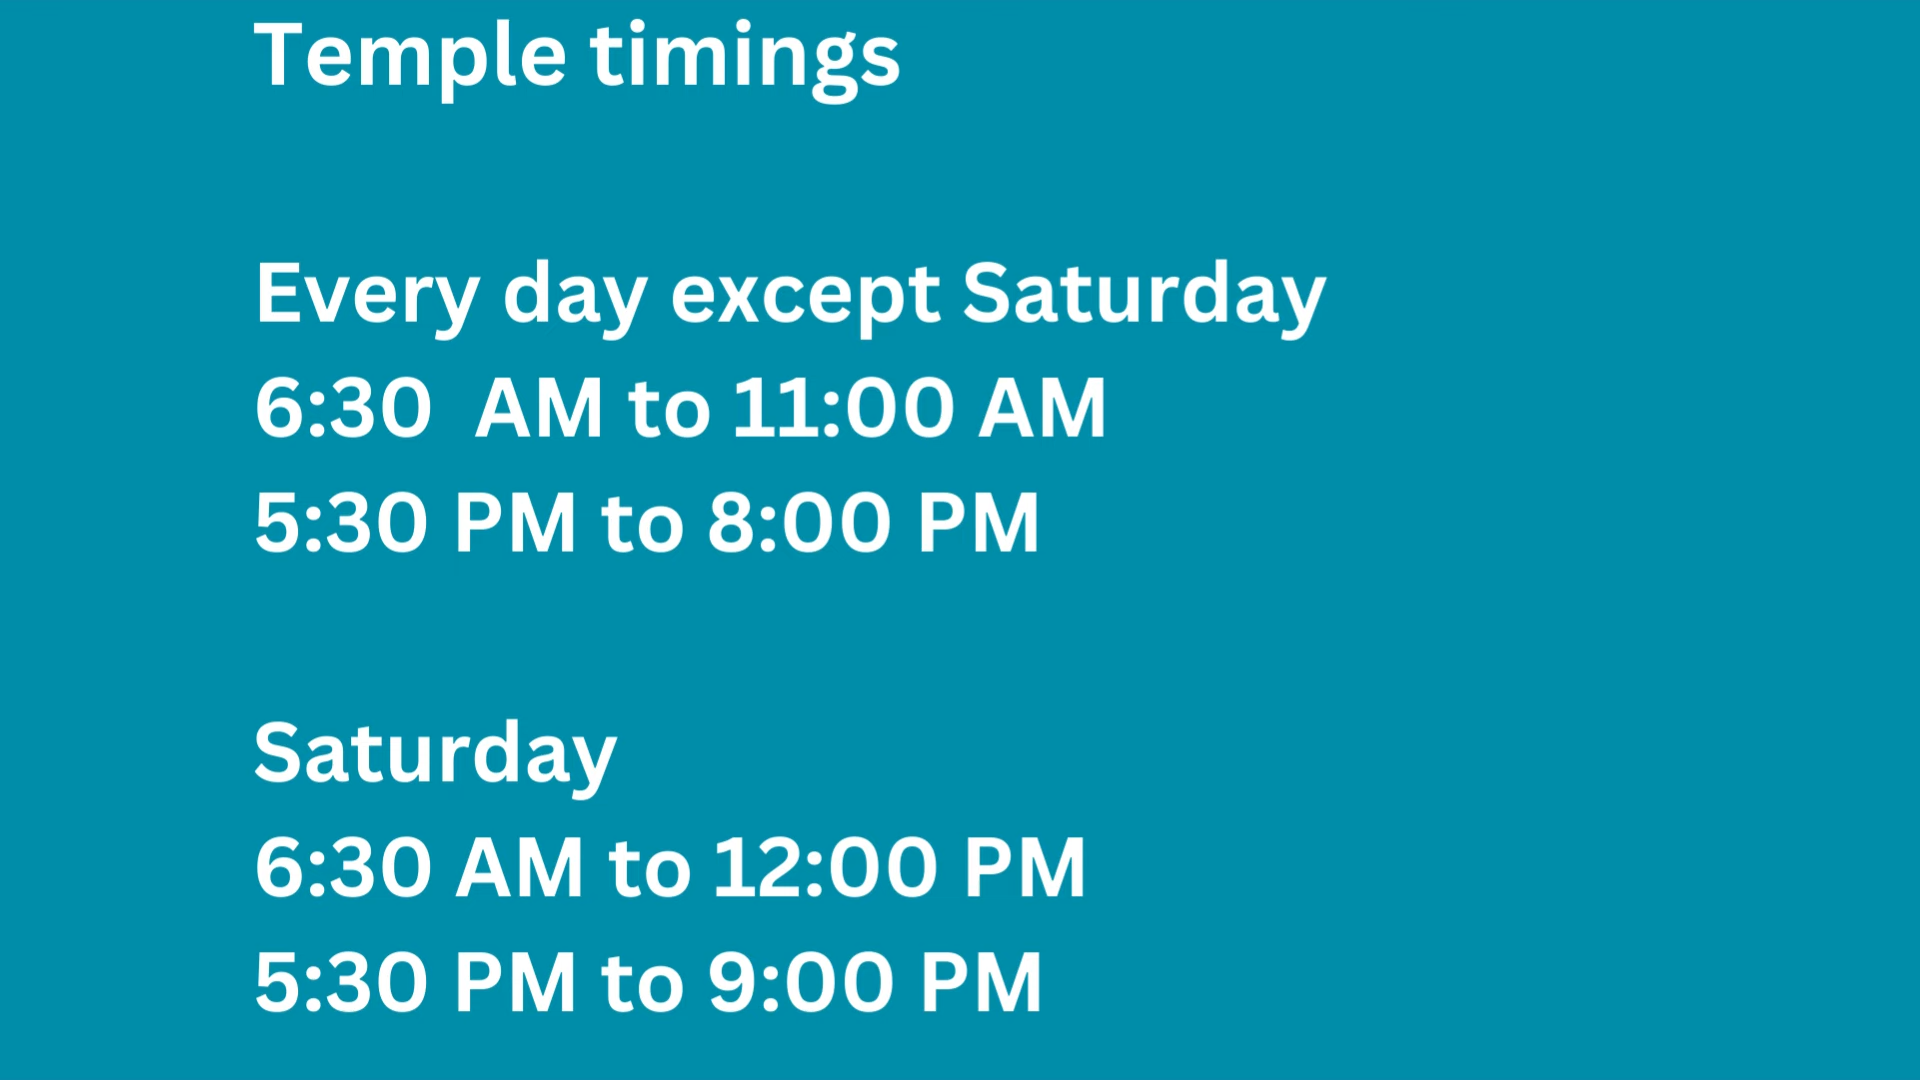 Temple timings
Every day except Saturday
6:30  AM to 11:00 AM
5:30 PM to 8:00 PM
Saturday
6:30 AM to 12:00 PM
5:30 PM to 9:00 PM